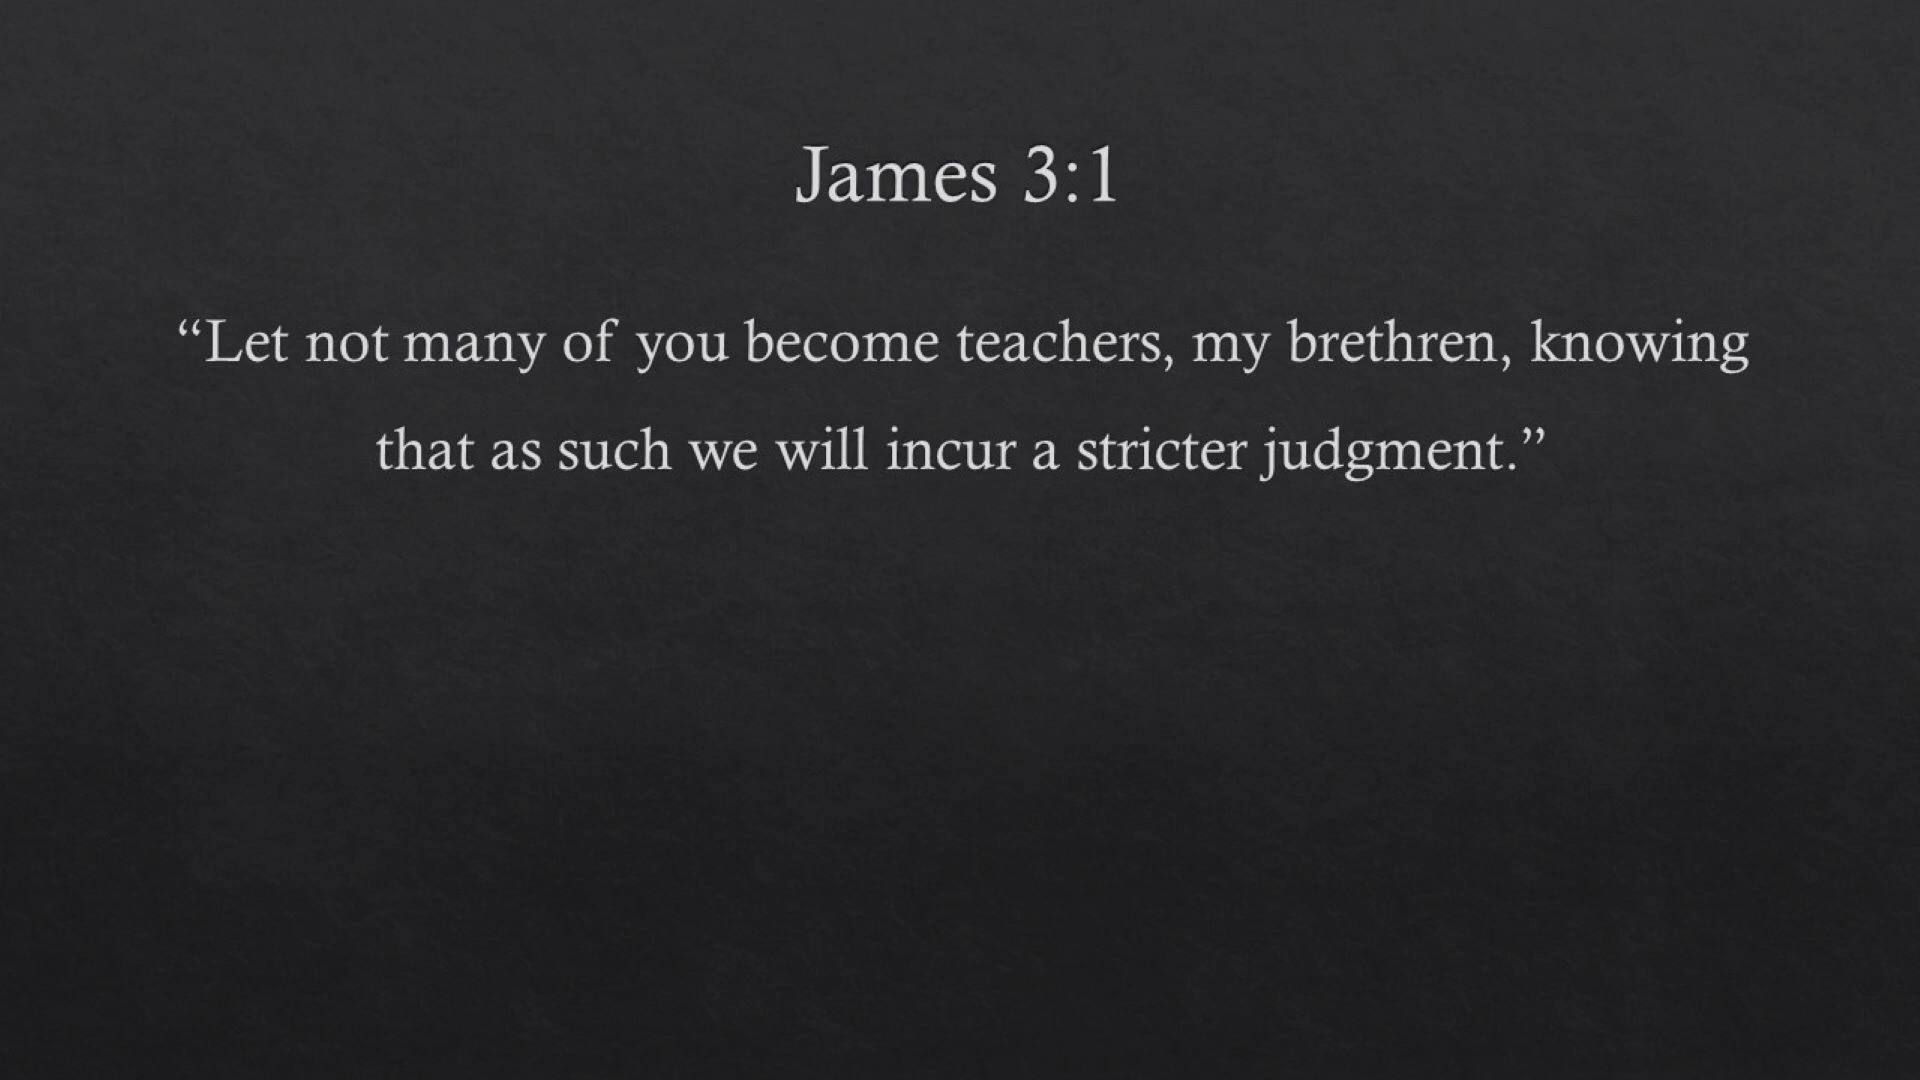 James 3:1
“Let not many of you become teachers, my brethren, knowing
that as such we will incur a stricter judgment.”